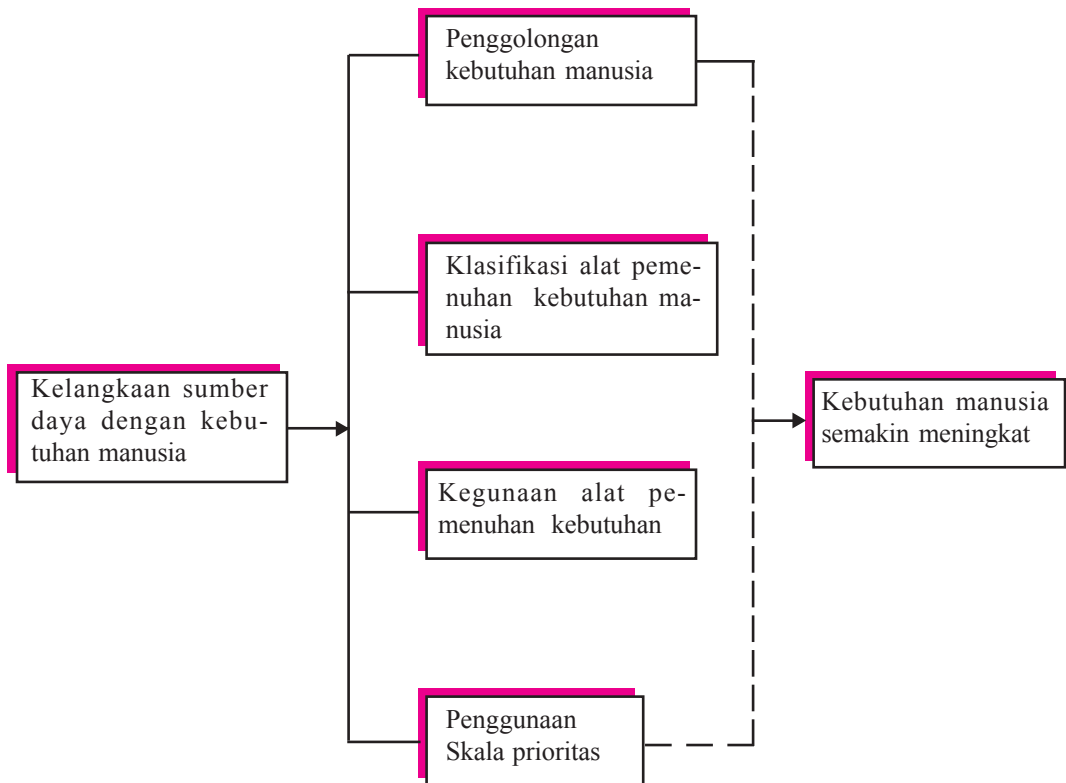 Penggolongan
kebutuhan manusia
Klasifikasi alat peme-
nuhan kebutuhan ma-
nusia
Kelangkaan sumber
daya dengan kebu-
tuhan manusia
Kebutuhan manusia
semakin meningkat
Kegunaan alat pe-
menuhan kebutuhan
Penggunaan
Skala prioritas